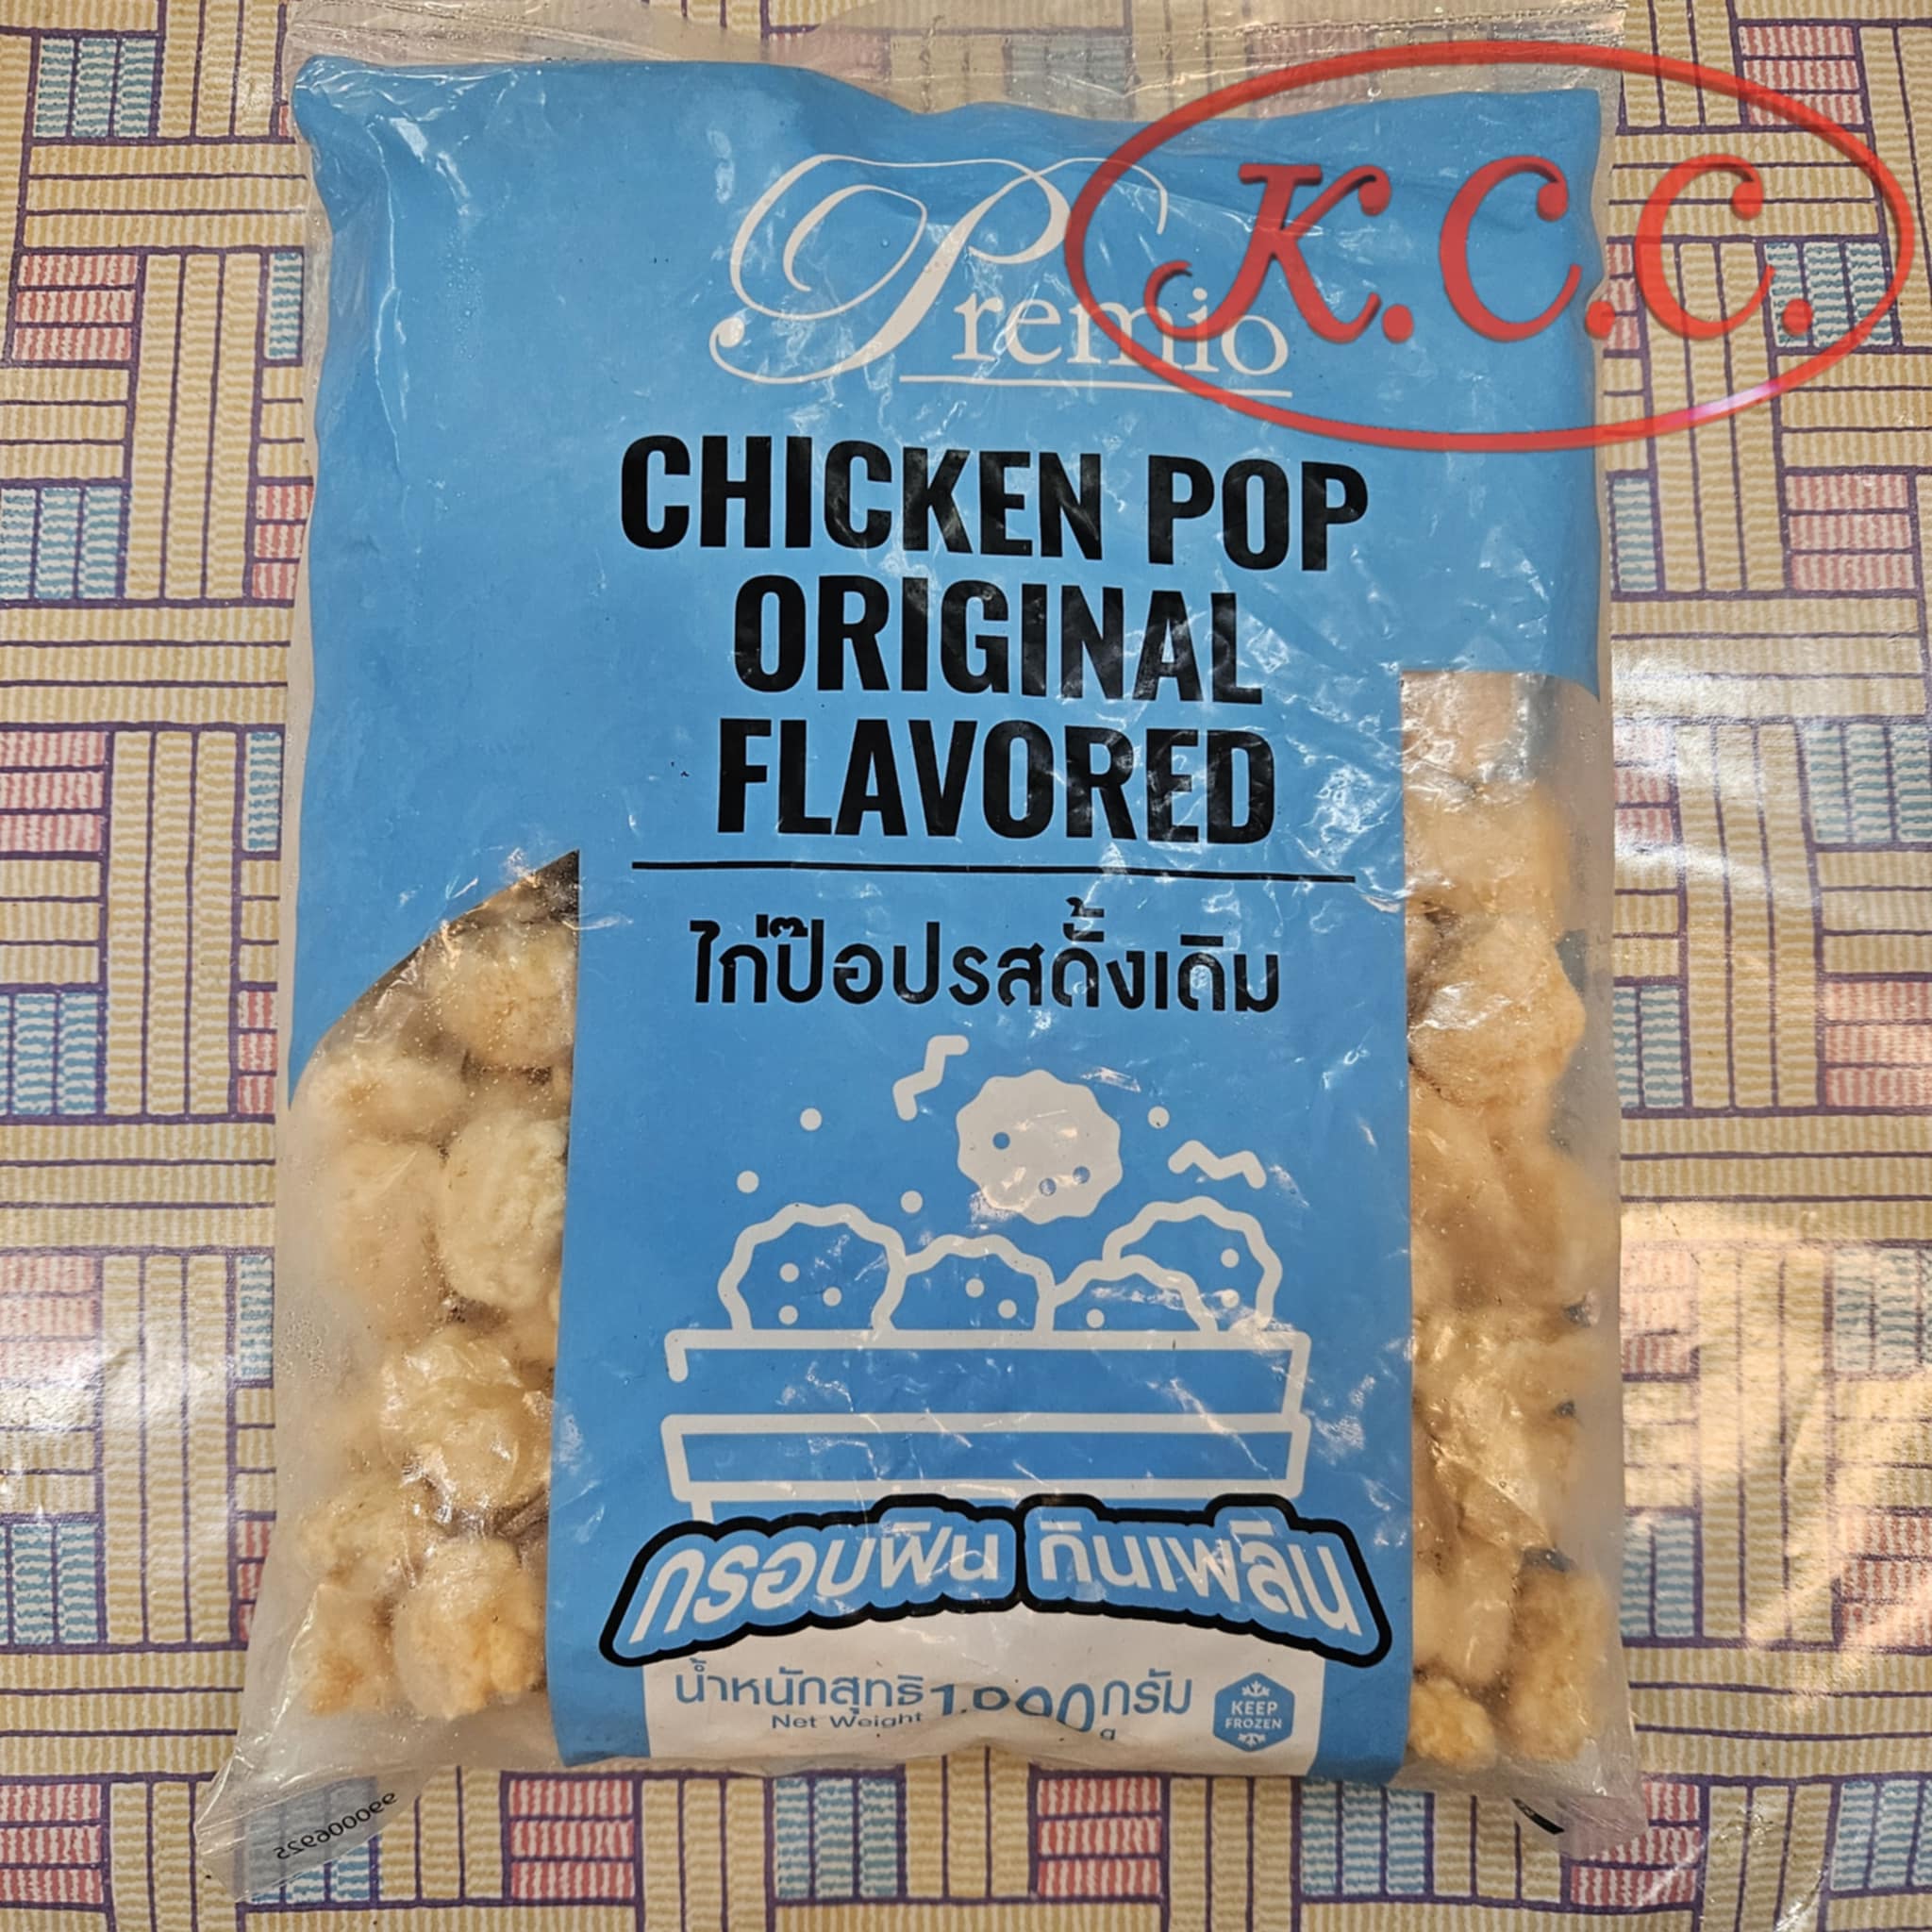 Premio
K.C.C.
CHICKEN POP
ORIGINAL
FLAVORED
ไก่ป๊อปรสดั้งเดิม
กรอบฟิน กินเพลิน
น้ำหนักสุทธิ 1,000 กรัม
Net Weight g
KEEP
FROZEN